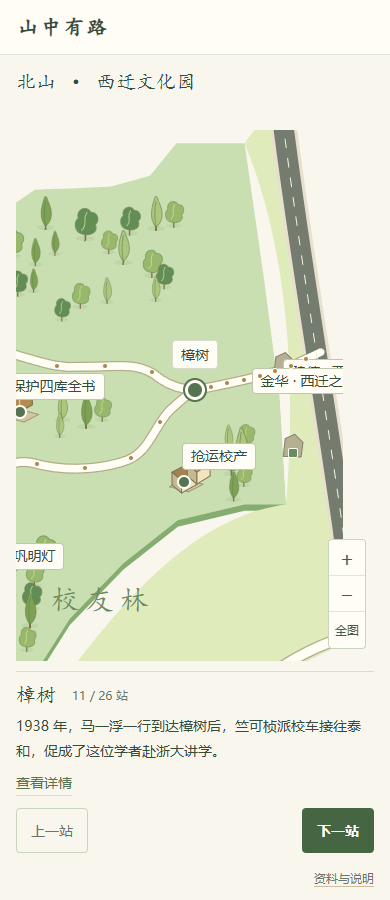 山中有路
北山 • 西迁文化园
樟树
保护四库全书
金华·西迁之
抢运校产
矾明灯
校友林
+
−
全图
樟树 11 / 26 站
1938 年，马一浮一行到达樟树后，竺可桢派校车接往泰
和，促成了这位学者赴浙大讲学。
查看详情
上一站
下一站
资料与说明